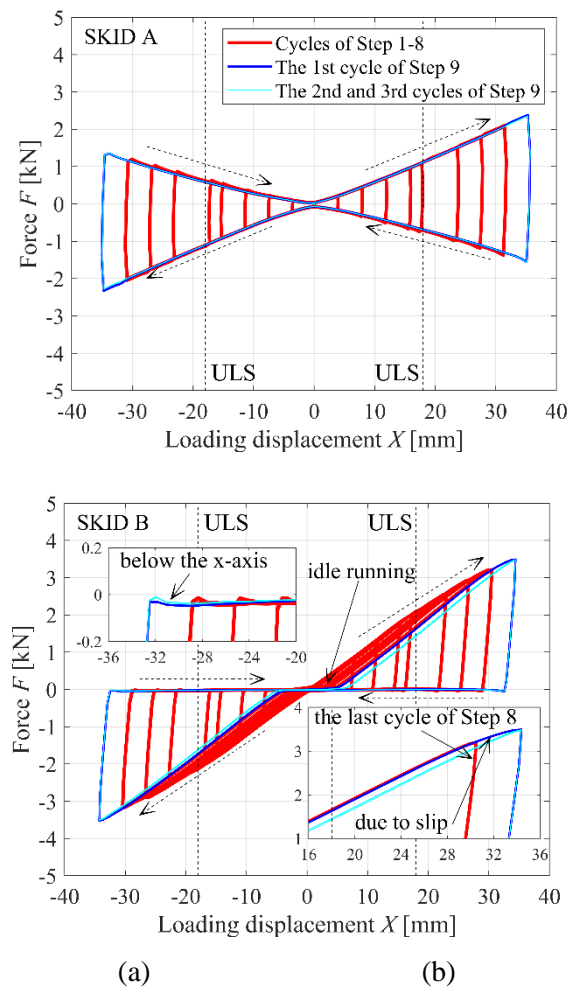 SKID A
Cycles of Step 1-8
The 1st cycle of Step 9
The 2nd and 3rd cycles of Step 9
5
4
3
2
1
0
-1
-2
-3
-4
-5
Force F [kN]
ULS
ULS
-40 -30 -20 -10 0 10 20 30 40
Loading displacement X [mm]
SKID B
ULS
ULS
5
4
3
2
1
0
-1
-2
-3
-4
-5
Force F [kN]
0.2
0
-0.2
below the x-axis
-36 -32 -28 -24 -20
idle running
4
3
2
1
the last cycle of Step 8
due to slip
16 20 24 28 32 36
-40 -30 -20 -10 0 10 20 30 40
Loading displacement X [mm]
(a) (b)